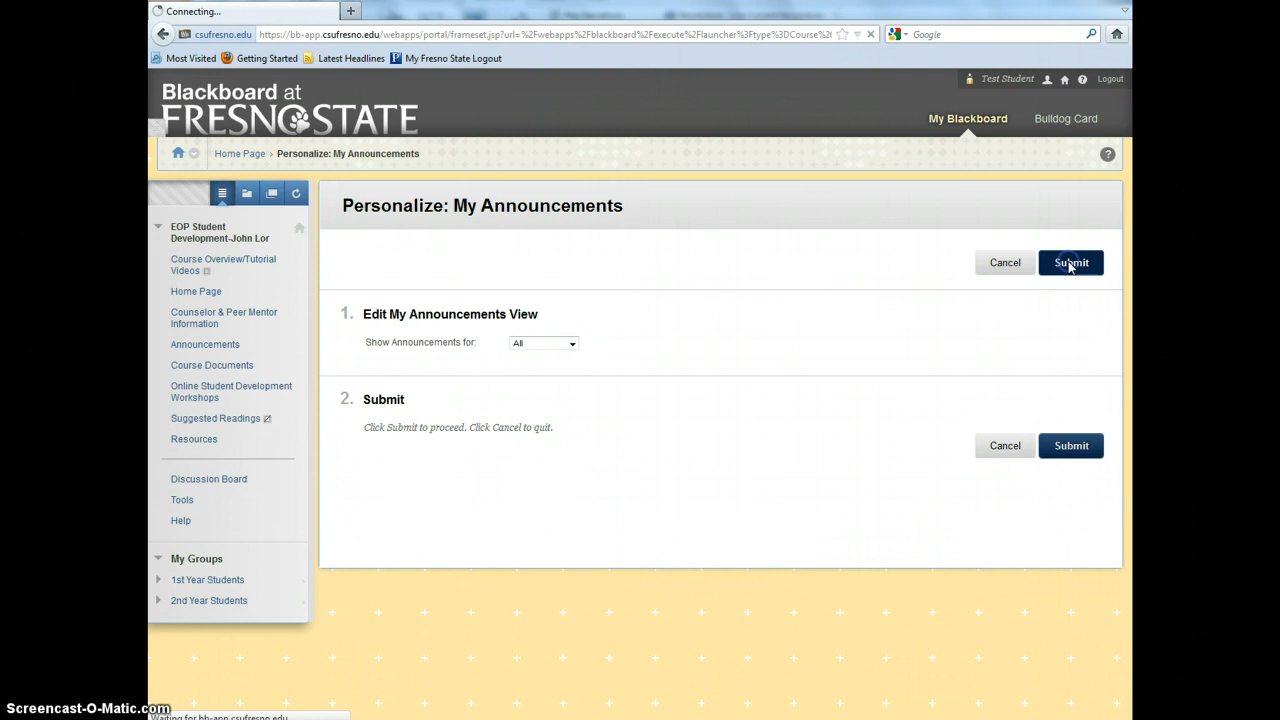 Connecting...
csufresno.edu
https://bb-app.csufresno.edu/webapps/portal/frameset.jsp?url=%2Fwebapps%2Fblackboard%2Fexecute%2Flauncher%3Ftype%3DCourse%2
Google
Most Visited
Getting Started
Latest Headlines
My Fresno State Logout
Blackboard at
FRESNO STATE
Test Student
Logout
My Blackboard
Bulldog Card
Home Page > Personalize: My Announcements
EOP Student
Development-John Lor
Course Overview/Tutorial
Videos
Home Page
Counselor & Peer Mentor
Information
Announcements
Course Documents
Online Student Development
Workshops
Suggested Readings
Resources
Discussion Board
Tools
Help
My Groups
1st Year Students
2nd Year Students
Personalize: My Announcements
Cancel
Submit
1. Edit My Announcements View
Show Announcements for:
All
2. Submit
Click Submit to proceed. Click Cancel to quit.
Cancel
Submit
Screencast-O-Matic.com
Waiting for bb-app.csufresno.edu